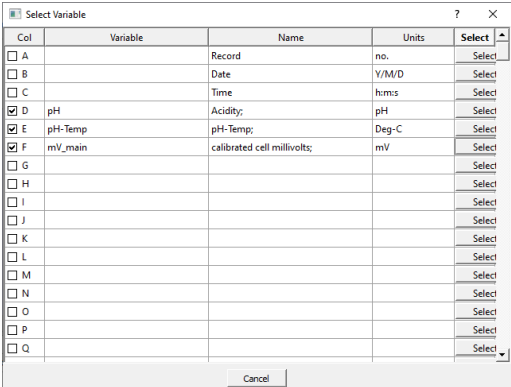 Select Variable ? ×
Col Variable Name Units Select
A Record no. Select
B Date Y/M/D Select
C Time h:m:s Select
D pH Acidity; pH Select
E pH-Temp pH-Temp; Deg-C Select
F mV_main calibrated cell millivolts; mV Select
G Select
H Select
I Select
J Select
K Select
L Select
M Select
N Select
O Select
P Select
Q Select
Cancel